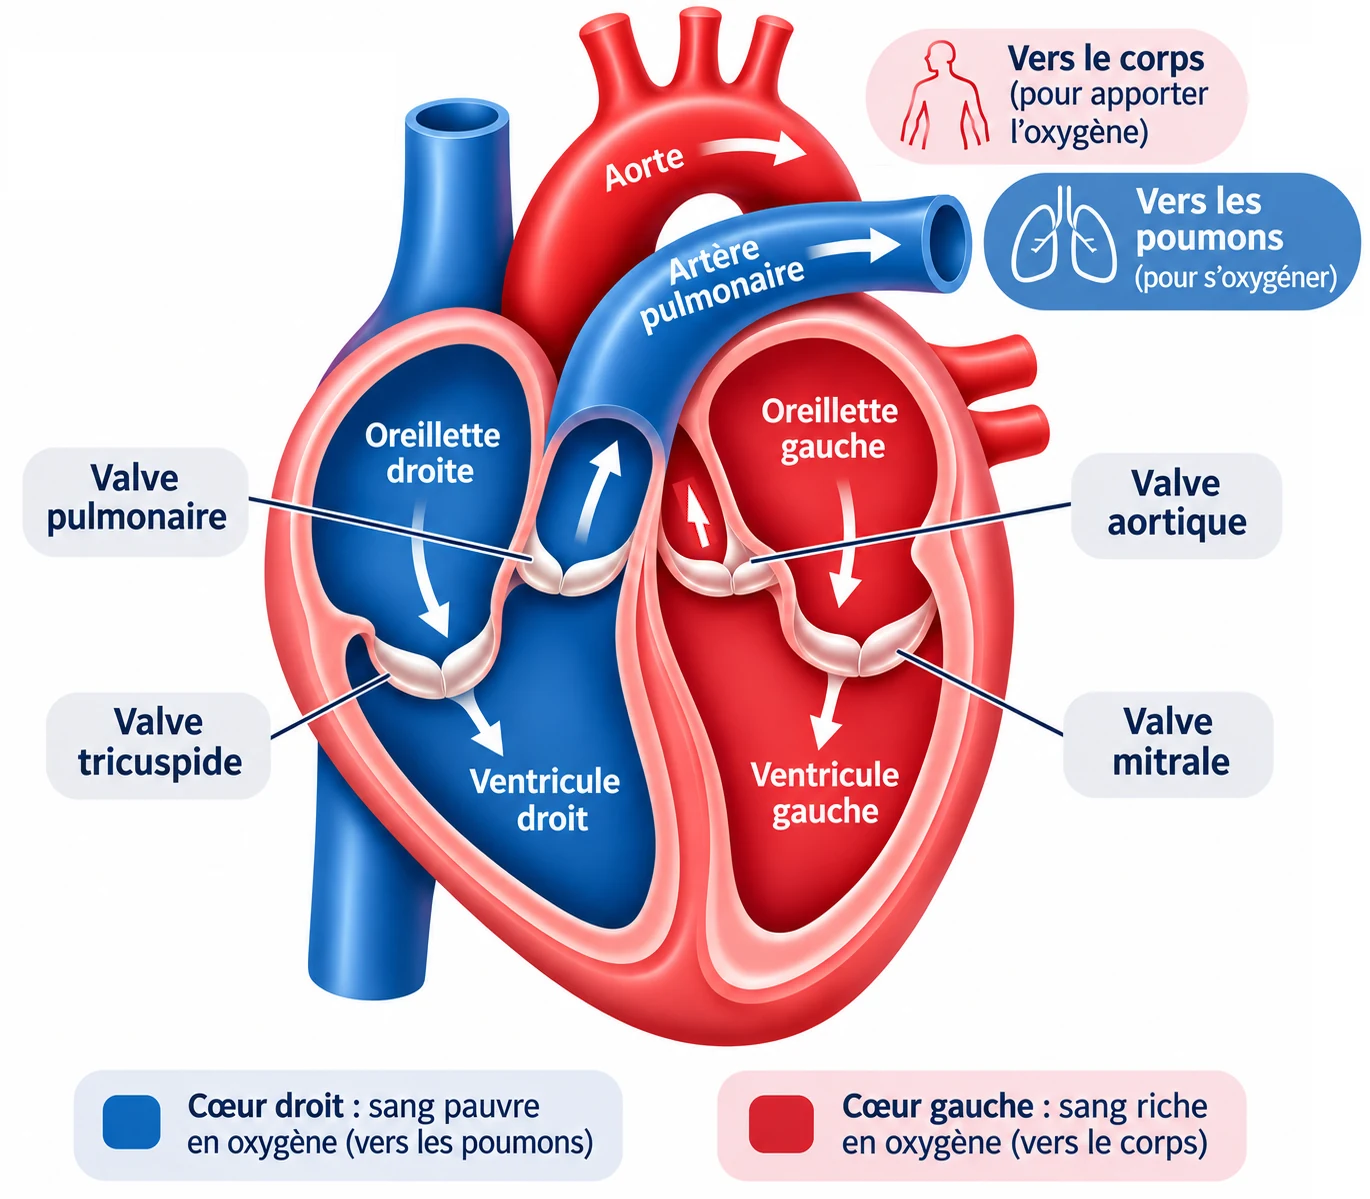 Vers le corps
(pour apporter
l'oxygène)
Aorte
Vers les
poumons
(pour s'oxygéner)
Artère
pulmonaire
Oreillette
droite
Oreillette
gauche
Valve
pulmonaire
Valve
aortique
Valve
tricuspide
Valve
mitrale
Ventricule
droit
Ventricule
gauche
Cœur droit : sang pauvre
en oxygène (vers les poumons)
Cœur gauche : sang riche
en oxygène (vers le corps)